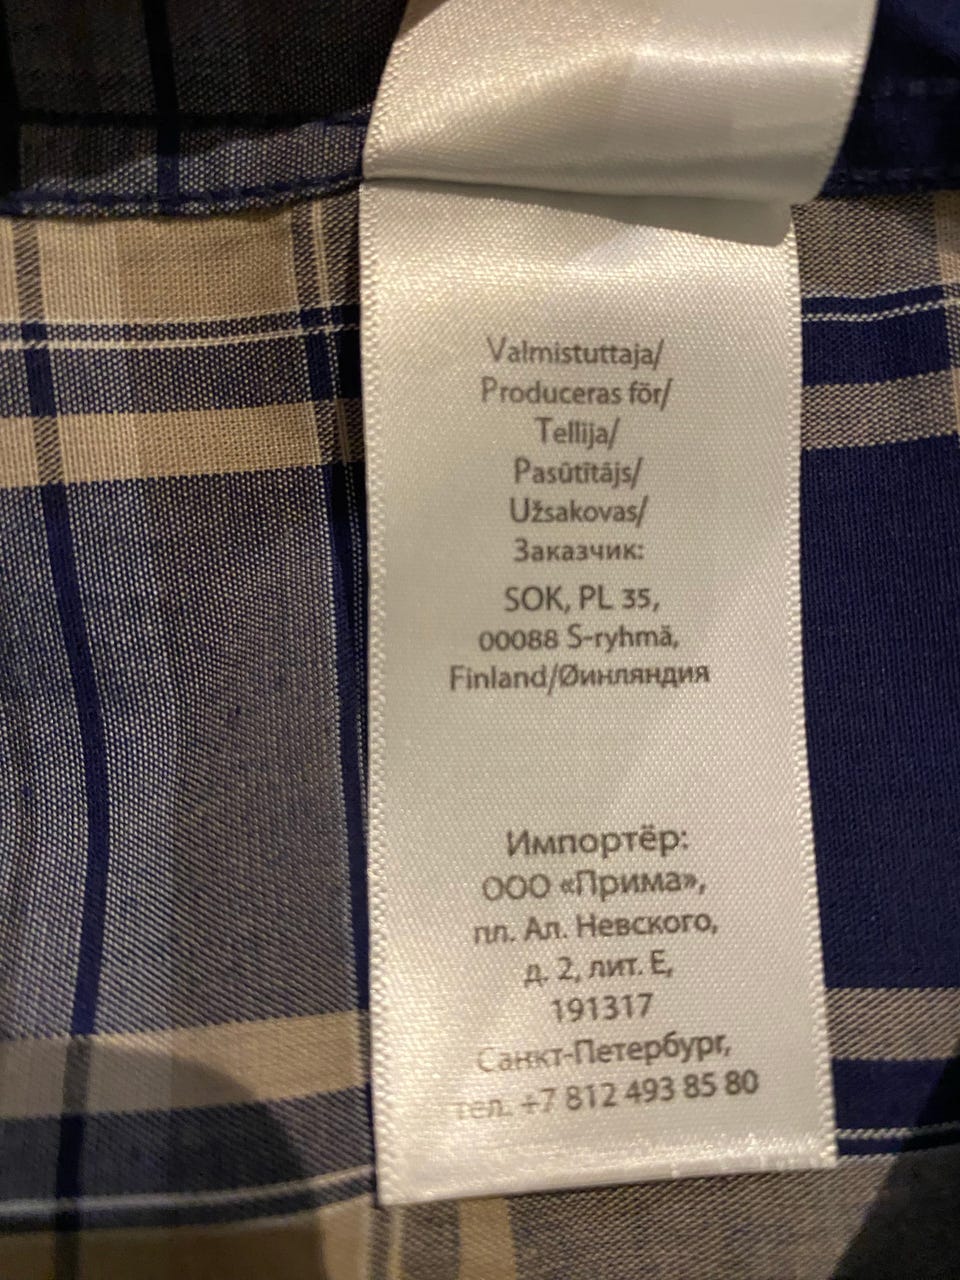 Valmistuttaja/
Produceras för/
Tellija/
Pasūtītājs/
Užsakovas/
Заказчик:
SOK, PL 35,
00088 S-ryhmä,
Finland/Øинляндия
Импортёр:
ООО «Прима»,
пл. Ал. Невского,
д. 2, лит. Е,
191317
Санкт-Петербург,
тел. +7 812 493 85 80